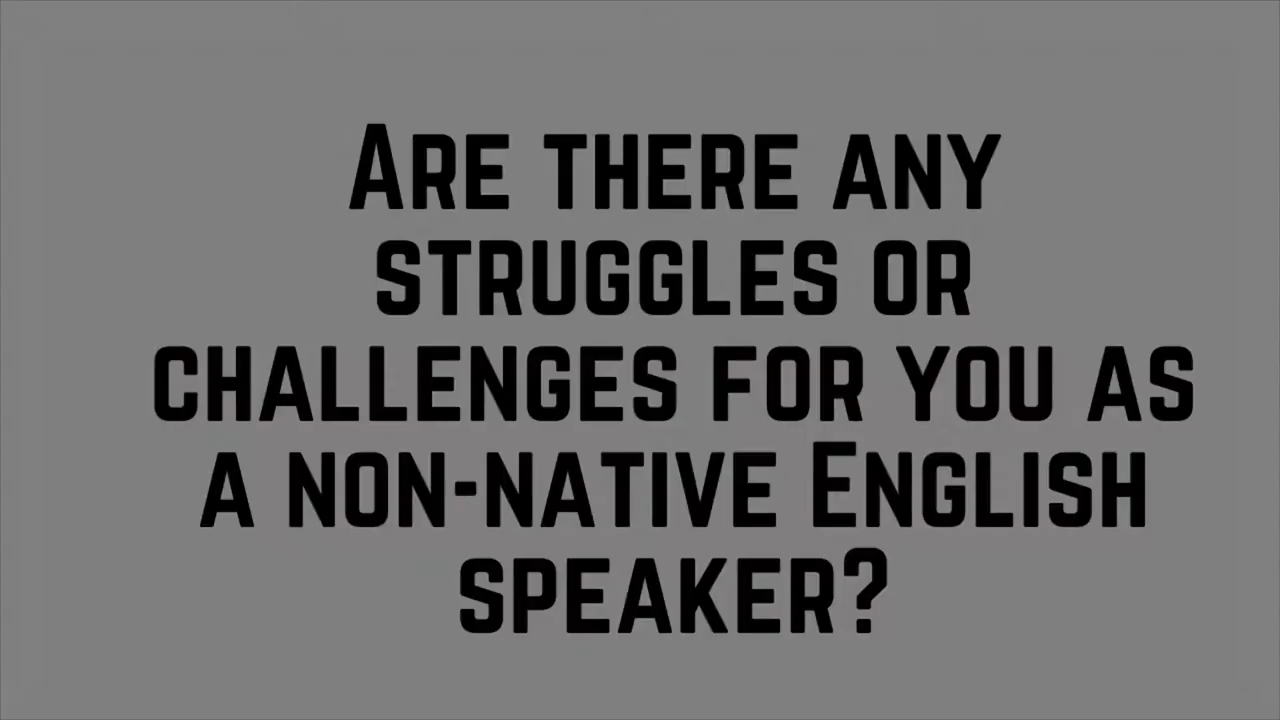 Are there any
struggles or
challenges for you as
a non-native English
speaker?